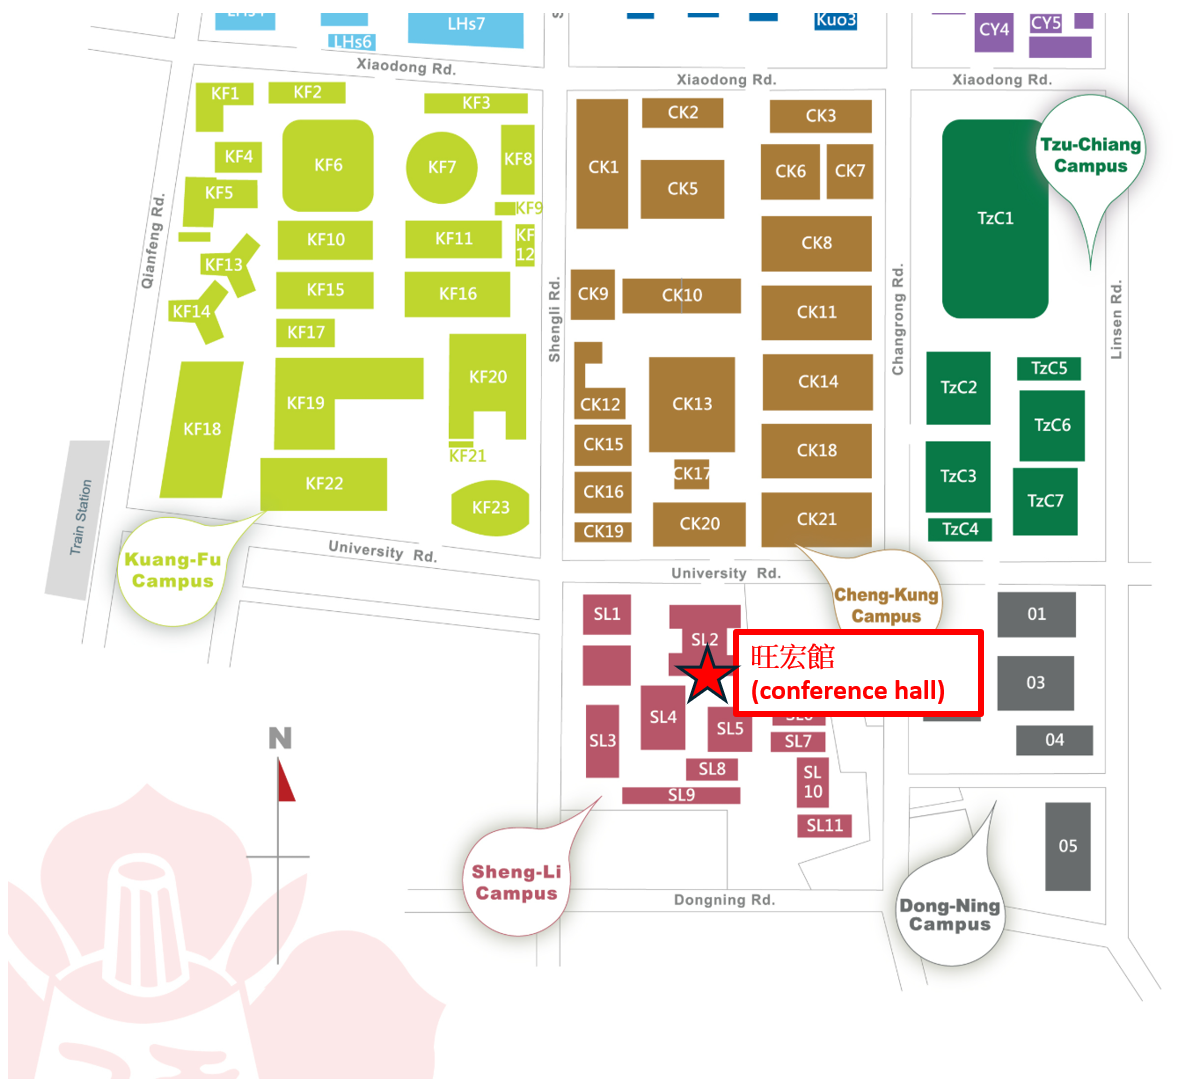 LHs7
LHs6
Kuo3
CY4
CY5
Xiaodong Rd.
Xiaodong Rd.
Xiaodong Rd.
KF1
KF2
KF3
KF4
KF5
KF6
KF7
KF8
KF9
KF10
KF11
KF
12
KF13
KF14
KF15
KF16
KF17
KF18
KF19
KF20
KF21
KF22
KF23
Qianfeng Rd.
Shengli Rd.
Train Station
Kuang-Fu
Campus
University Rd.
CK1
CK2
CK3
CK5
CK6
CK7
CK8
CK9
CK10
CK11
CK12
CK13
CK14
CK15
CK16
CK17
CK18
CK19
CK20
CK21
Changrong Rd.
University Rd.
Cheng-Kung
Campus
Tzu-Chiang
Campus
TzC1
TzC2
TzC3
TzC4
TzC5
TzC6
TzC7
Linsen Rd.
SL1
SL2
旺宏館
(conference hall)
SL3
SL4
SL5
SL7
SL8
SL9
SL
10
SL11
Sheng-Li
Campus
Dongning Rd.
01
03
04
05
Dong-Ning
Campus
N